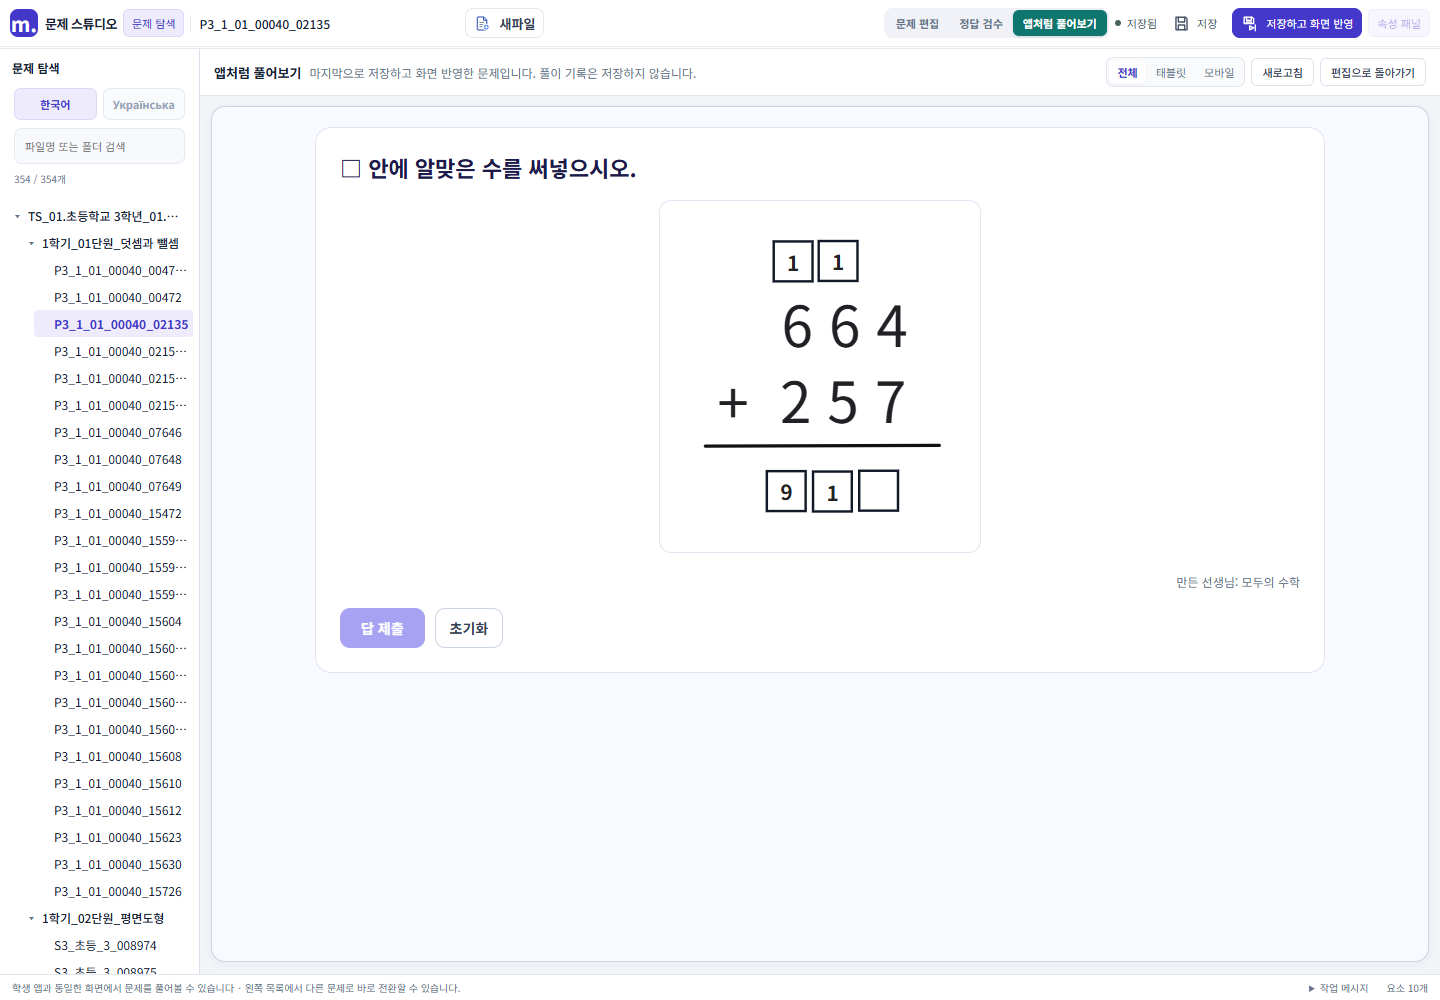 m. 문제 스튜디오 문제 탐색 P3_1_01_00040_02135 새파일 문제 편집 정답 검수 앱처럼 풀어보기 저장됨 저장 저장하고 화면 반영 속성 패널
문제 탐색
한국어 Українська
파일명 또는 폴더 검색
354 / 354개
TS_01.초등학교 3학년_01.…
1학기_01단원_덧셈과 뺄셈
P3_1_01_00040_0047…
P3_1_01_00040_00472
P3_1_01_00040_02135
P3_1_01_00040_0215…
P3_1_01_00040_0215…
P3_1_01_00040_0215…
P3_1_01_00040_07646
P3_1_01_00040_07648
P3_1_01_00040_07649
P3_1_01_00040_15472
P3_1_01_00040_1559…
P3_1_01_00040_1559…
P3_1_01_00040_1559…
P3_1_01_00040_15604
P3_1_01_00040_1560…
P3_1_01_00040_1560…
P3_1_01_00040_1560…
P3_1_01_00040_1560…
P3_1_01_00040_15608
P3_1_01_00040_15610
P3_1_01_00040_15612
P3_1_01_00040_15623
P3_1_01_00040_15630
P3_1_01_00040_15726
1학기_02단원_평면도형
S3_초등_3_008974
S3_초등_3_008975
앱처럼 풀어보기 마지막으로 저장하고 화면 반영한 문제입니다. 풀이 기록은 저장하지 않습니다. 전체 태블릿 모바일 새로고침 편집으로 돌아가기
□ 안에 알맞은 수를 써넣으시오.
1 1
6 6 4
+ 2 5 7
9 1
만든 선생님: 모두의 수학
답 제출 초기화
학생 앱과 동일한 화면에서 문제를 풀어볼 수 있습니다 · 왼쪽 목록에서 다른 문제로 바로 전환할 수 있습니다. ▶ 작업 메시지 요소 10개